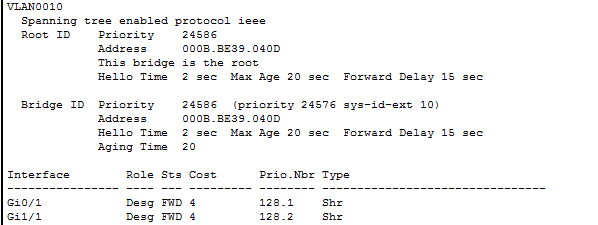 VLAN0010
  Spanning tree enabled protocol ieee
  Root ID    Priority    24586
             Address     000B.BE39.040D
             This bridge is the root
             Hello Time  2 sec  Max Age 20 sec  Forward Delay 15 sec

  Bridge ID  Priority    24586  (priority 24576 sys-id-ext 10)
             Address     000B.BE39.040D
             Hello Time  2 sec  Max Age 20 sec  Forward Delay 15 sec
             Aging Time  20

Interface        Role Sts Cost      Prio.Nbr Type
---------------- ---- --- --------- -------- --------------------------------
Gi0/1            Desg FWD 4         128.1    Shr
Gi1/1            Desg FWD 4         128.2    Shr